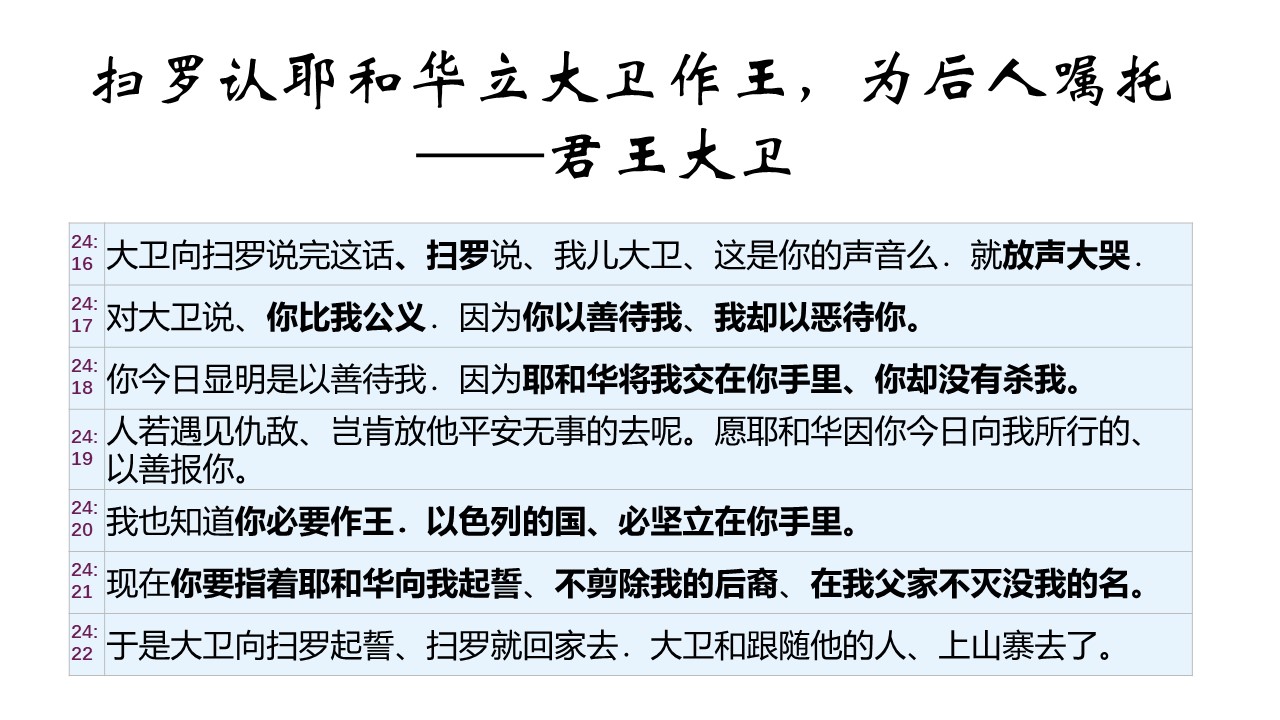 扫罗认耶和华立大卫作王，为后人嘱托
——君王大卫
24:16 大卫向扫罗说完这话、扫罗说、我儿大卫、这是你的声音么．就放声大哭．
24:17 对大卫说、你比我公义．因为你以善待我、我却以恶待你。
24:18 你今日显明是以善待我．因为耶和华将我交在你手里、你却没有杀我。
24:19 人若遇见仇敌、岂肯放他平安无事的去呢。愿耶和华因你今日向我所行的、
以善报你。
24:20 我也知道你必要作王．以色列的国、必坚立在你手里。
24:21 现在你要指着耶和华向我起誓、不剪除我的后裔、在我父家不灭没我的名。
24:22 于是大卫向扫罗起誓、扫罗就回家去．大卫和跟随他的人、上山寨去了。